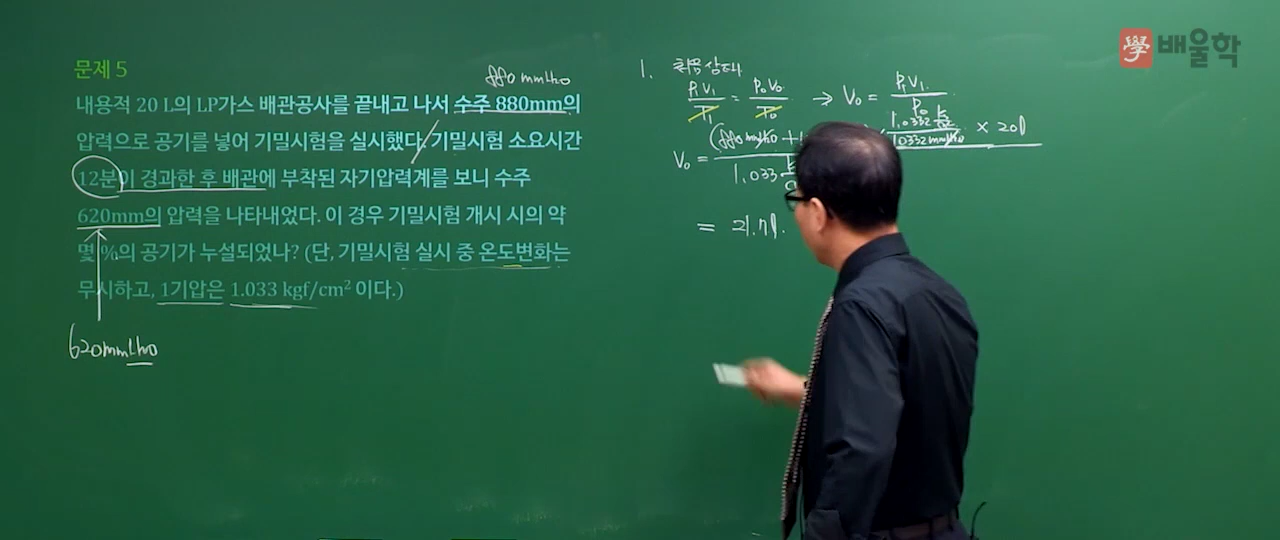 學 배울학
문제 5
880 mmH₂O
내용적 20 L의 LP가스 배관공사를 끝내고 나서 수주 880mm의
압력으로 공기를 넣어 기밀시험을 실시했다. 기밀시험 소요시간
12분이 경과한 후 배관에 부착된 자기압력계를 보니 수주
620mm의 압력을 나타내었다. 이 경우 기밀시험 개시 시의 약
몇 %의 공기가 누설되었나? (단, 기밀시험 실시 중 온도변화는
무시하고, 1기압은 1.033 kgf/cm² 이다.)
620mmH₂O
1.
P₁V₁/T₁ = P₀V₀/T₀ → V₀ = P₁V₁/P₀
V₀ =
× 20l
1.033
= 21.7l.